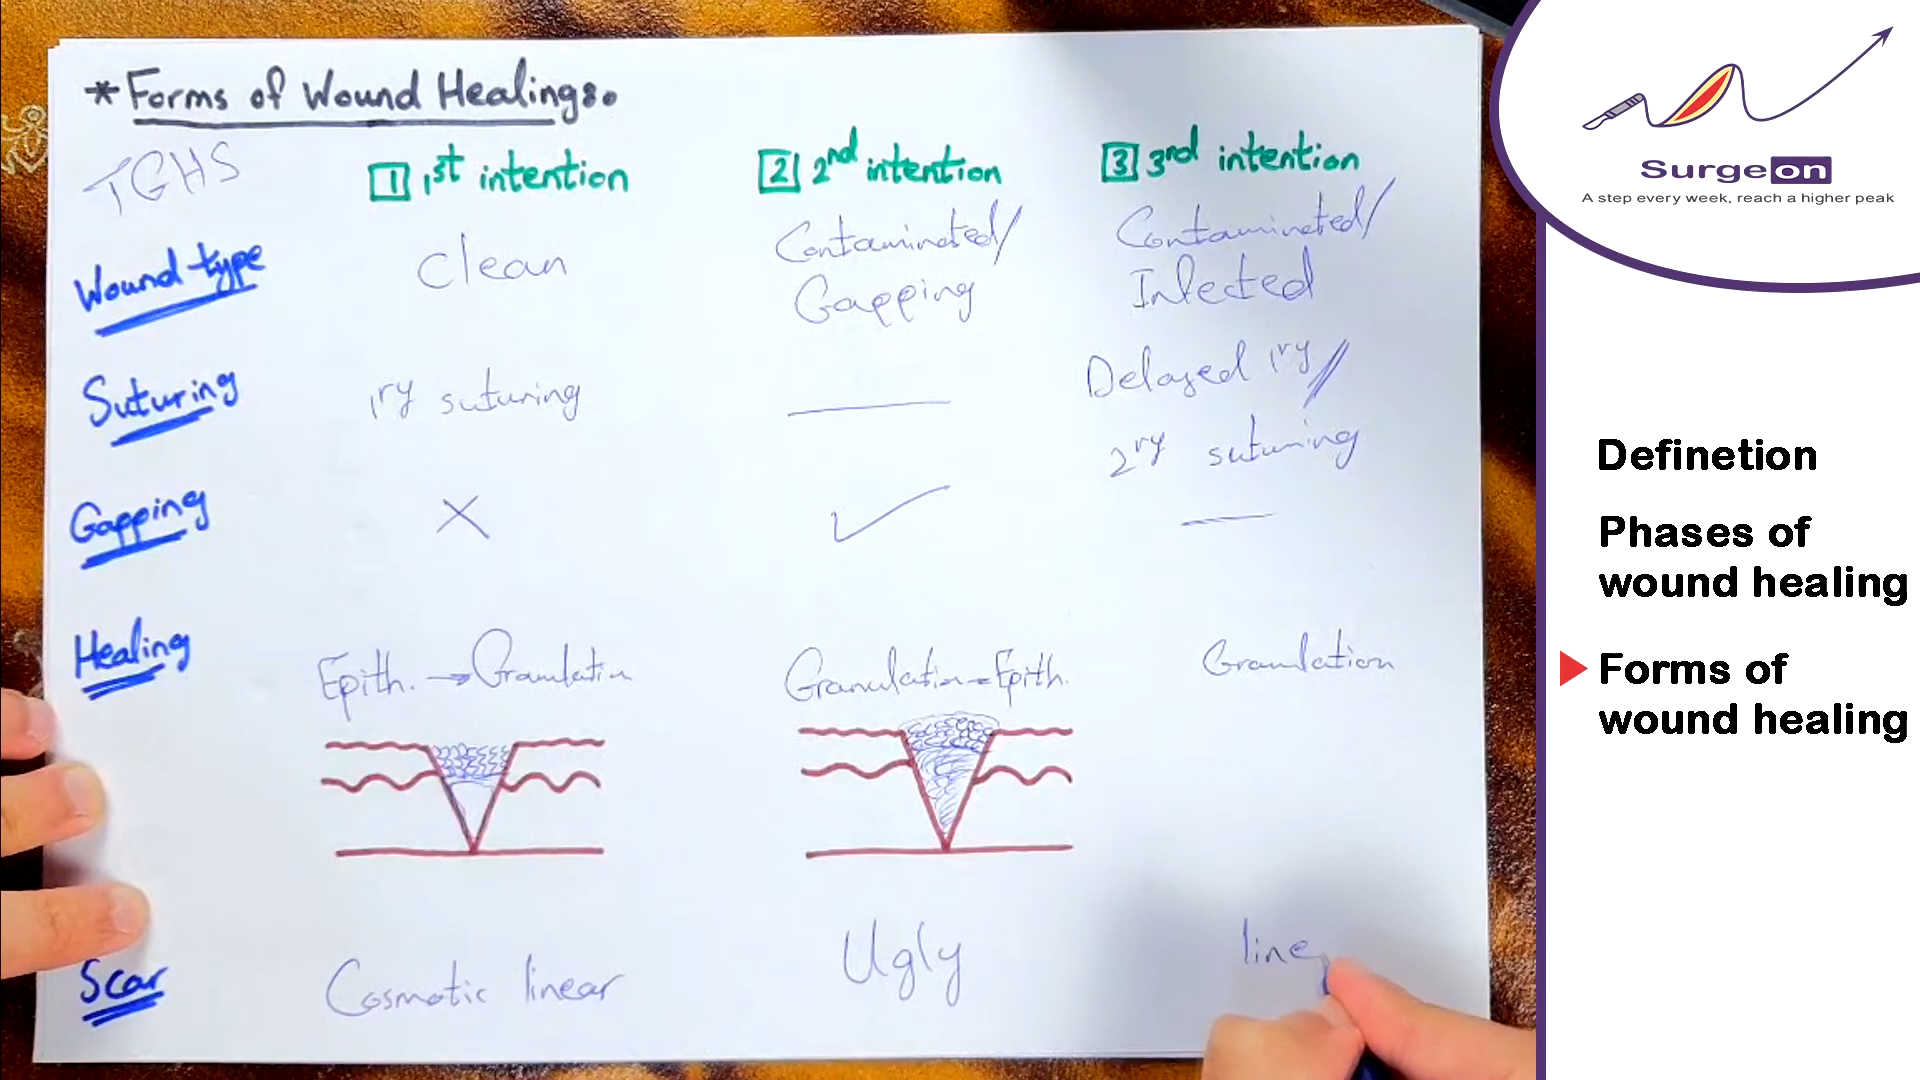 * Forms of Wound Healing:.
TGHS
1 1st intention
2 2nd intention
3 3rd intention
Wound type
Clean
Contaminated/
Gapping
Contaminated/
Infected
Suturing
1ry suturing
Delayed 1ry//
2ry suturing
Gapping
Healing
Epith. → Granulation
Granulation → Epith.
Granulation
Scar
Cosmotic linear
Ugly
line
Surgeon
A step every week, reach a higher peak
Definetion
Phases of
wound healing
Forms of
wound healing